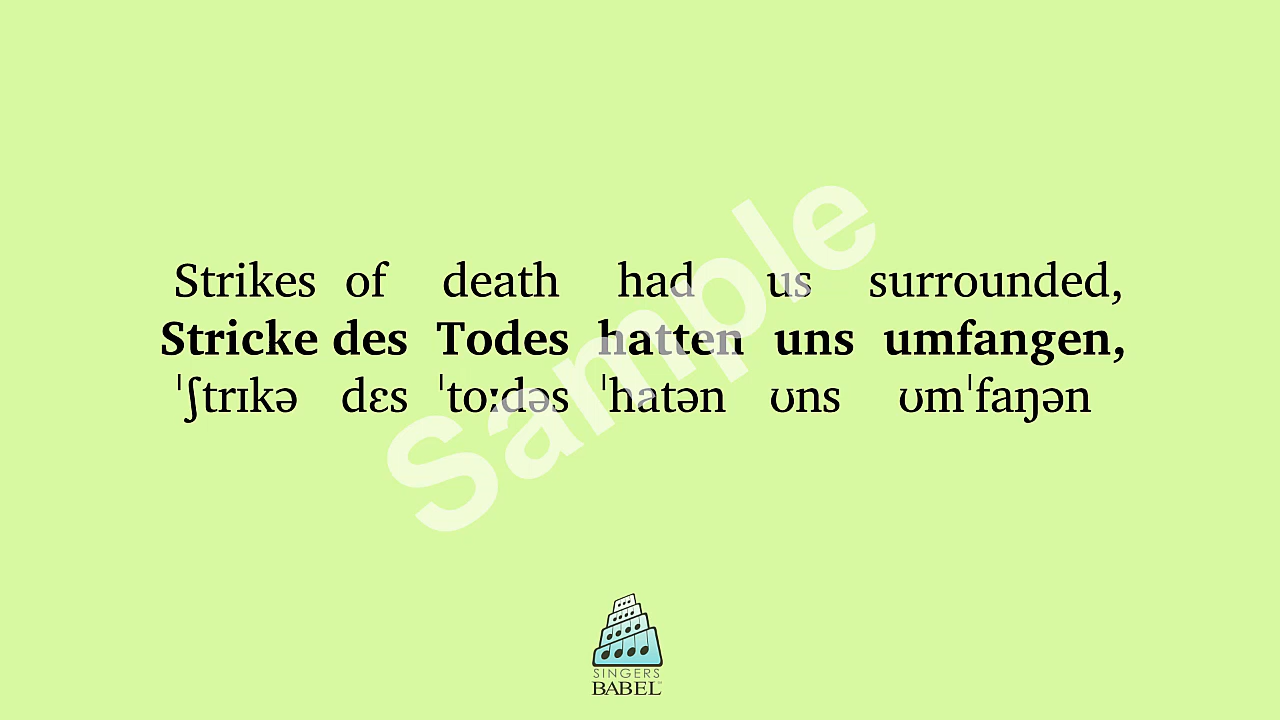 Strikes of death had us surrounded,
Stricke des Todes hatten uns umfangen,
ˈʃtrɪkə dɛs ˈtoːdəs ˈhatən ʊns ʊmˈfaŋən
Sample
SINGERS
BABEL